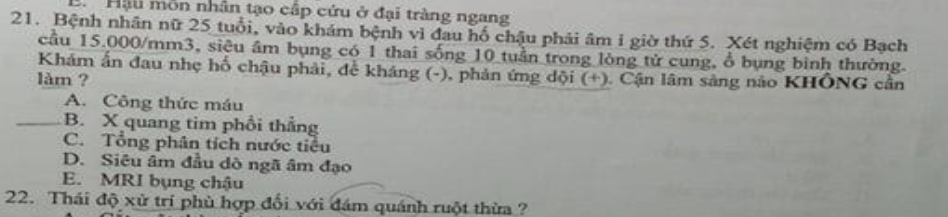 E. Hậu môn nhân tạo cấp cứu ở đại tràng ngang
21. Bệnh nhân nữ 25 tuổi, vào khám bệnh vì đau hố chậu phải âm i giờ thứ 5. Xét nghiệm có Bạch
cầu 15.000/mm3, siêu âm bụng có 1 thai sống 10 tuần trong lòng tử cung, ổ bụng bình thường.
Khám ấn đau nhẹ hố chậu phải, đề kháng (-), phản ứng dội (+). Cận lâm sàng nào KHÔNG cần
làm ?
A. Công thức máu
B. X quang tim phổi thẳng
C. Tổng phân tích nước tiểu
D. Siêu âm đầu dò ngã âm đạo
E. MRI bụng chậu
22. Thái độ xử trí phù hợp đối với đám quánh ruột thừa ?